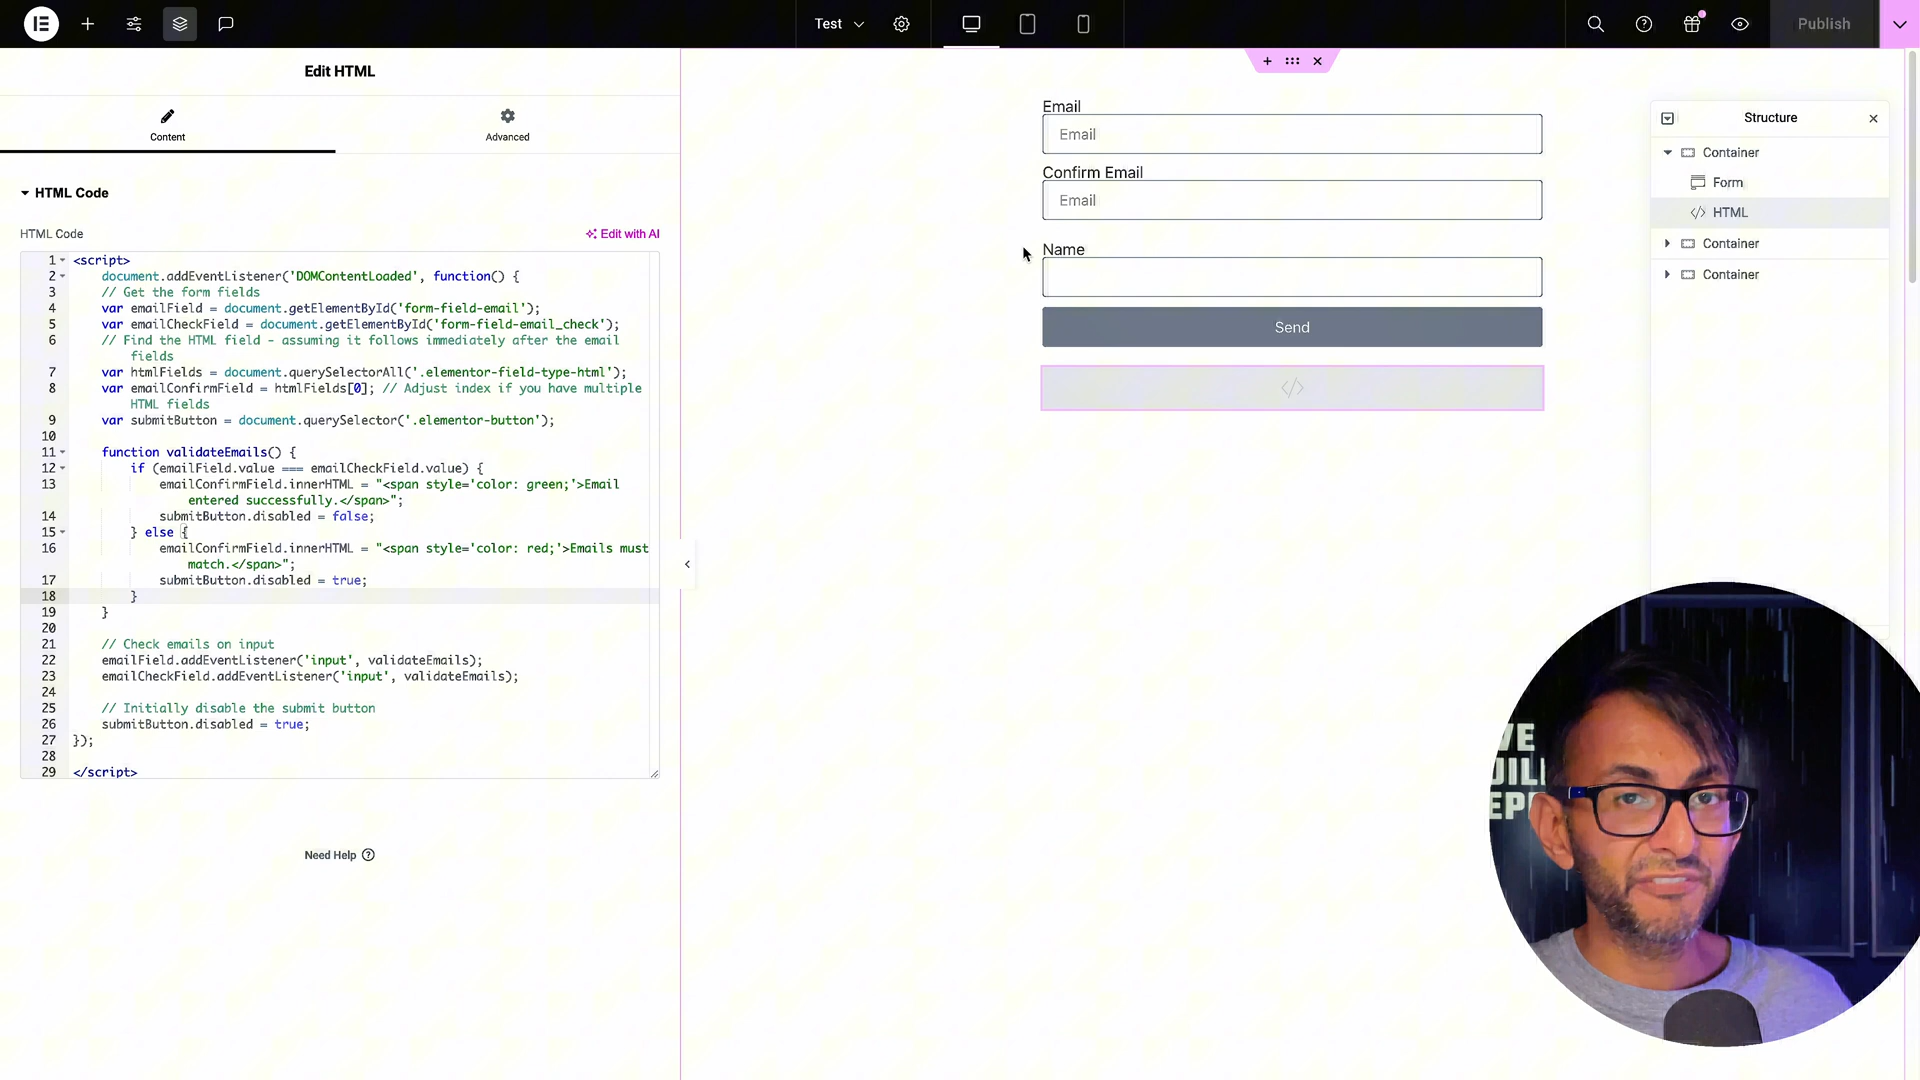 Test
Publish
Edit HTML
Content
Advanced
HTML Code
HTML Code
Edit with AI
1 <script>
2 document.addEventListener('DOMContentLoaded', function() {
3 // Get the form fields
4 var emailField = document.getElementById('form-field-email');
5 var emailCheckField = document.getElementById('form-field-email_check');
6 // Find the HTML field - assuming it follows immediately after the email
fields
7 var htmlFields = document.querySelectorAll('.elementor-field-type-html');
8 var emailConfirmField = htmlFields[0]; // Adjust index if you have multiple
HTML fields
9 var submitButton = document.querySelector('.elementor-button');
10
11 function validateEmails() {
12 if (emailField.value === emailCheckField.value) {
13 emailConfirmField.innerHTML = "<span style='color: green;'>Email
entered successfully.</span>";
14 submitButton.disabled = false;
15 } else {
16 emailConfirmField.innerHTML = "<span style='color: red;'>Emails must
match.</span>";
17 submitButton.disabled = true;
18 }
19 }
20
21 // Check emails on input
22 emailField.addEventListener('input', validateEmails);
23 emailCheckField.addEventListener('input', validateEmails);
24
25 // Initially disable the submit button
26 submitButton.disabled = true;
27 });
28
29 </script>
Need Help
Email
Email
Confirm Email
Email
Name
Send
Structure
Container
Form
HTML
Container
Container